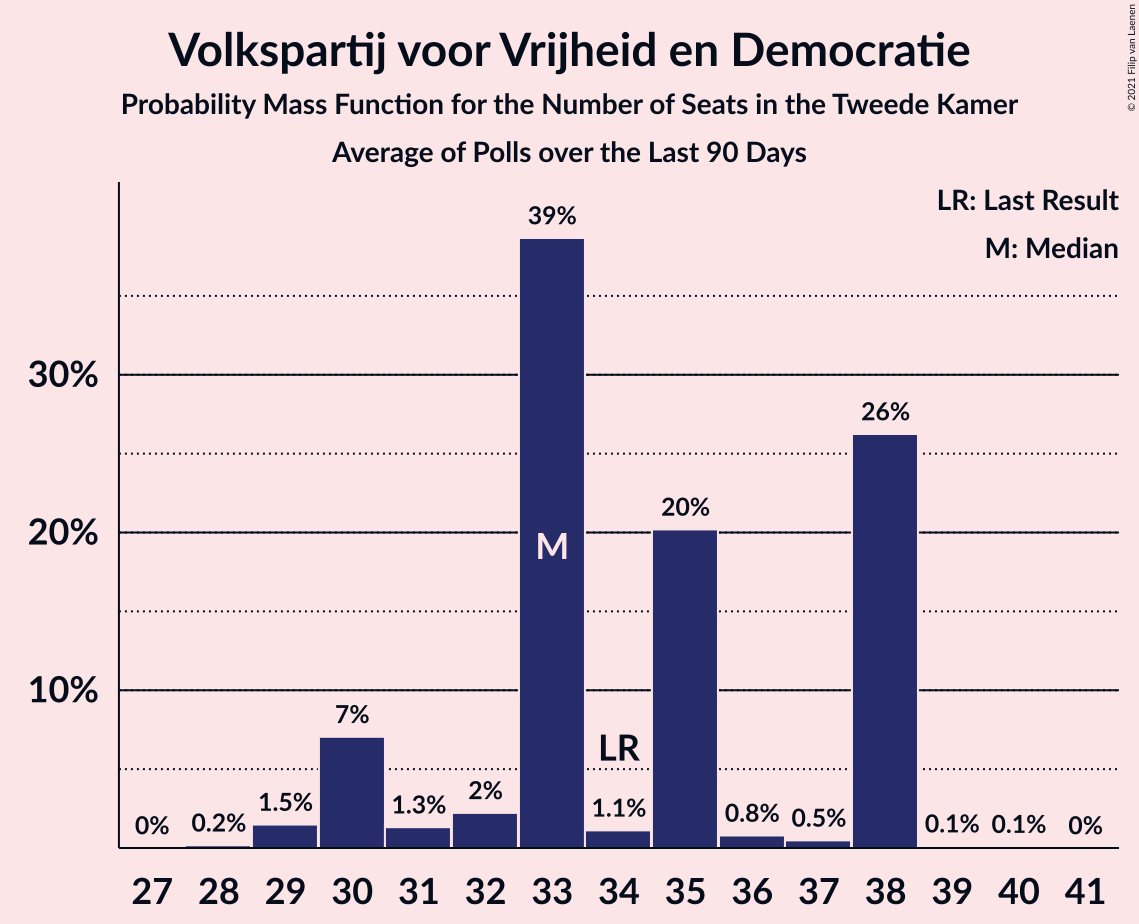 Volkspartij voor Vrijheid en Democratie
Probability Mass Function for the Number of Seats in the Tweede Kamer
Average of Polls over the Last 90 Days
© 2021 Filip van Laenen
LR: Last Result
M: Median
30%
20%
10%
0%
0.2%
1.5%
7%
1.3%
2%
39%
M
1.1%
LR
20%
0.8%
0.5%
26%
0.1%
0.1%
0%
27 28 29 30 31 32 33 34 35 36 37 38 39 40 41